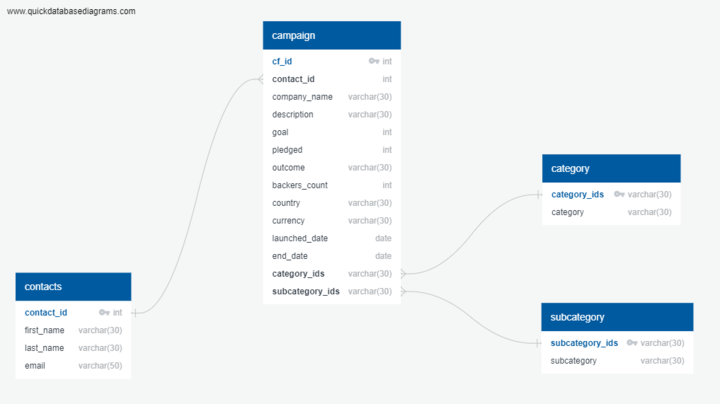 www.quickdatabasediagrams.com
campaign
cf_id int
contact_id int
company_name varchar(30)
description varchar(30)
goal int
pledged int
outcome varchar(30)
backers_count int
country varchar(30)
currency varchar(30)
launched_date date
end_date date
category_ids varchar(30)
subcategory_ids varchar(30)
category
category_ids varchar(30)
category varchar(30)
contacts
contact_id int
first_name varchar(30)
last_name varchar(30)
email varchar(50)
subcategory
subcategory_ids varchar(30)
subcategory varchar(30)